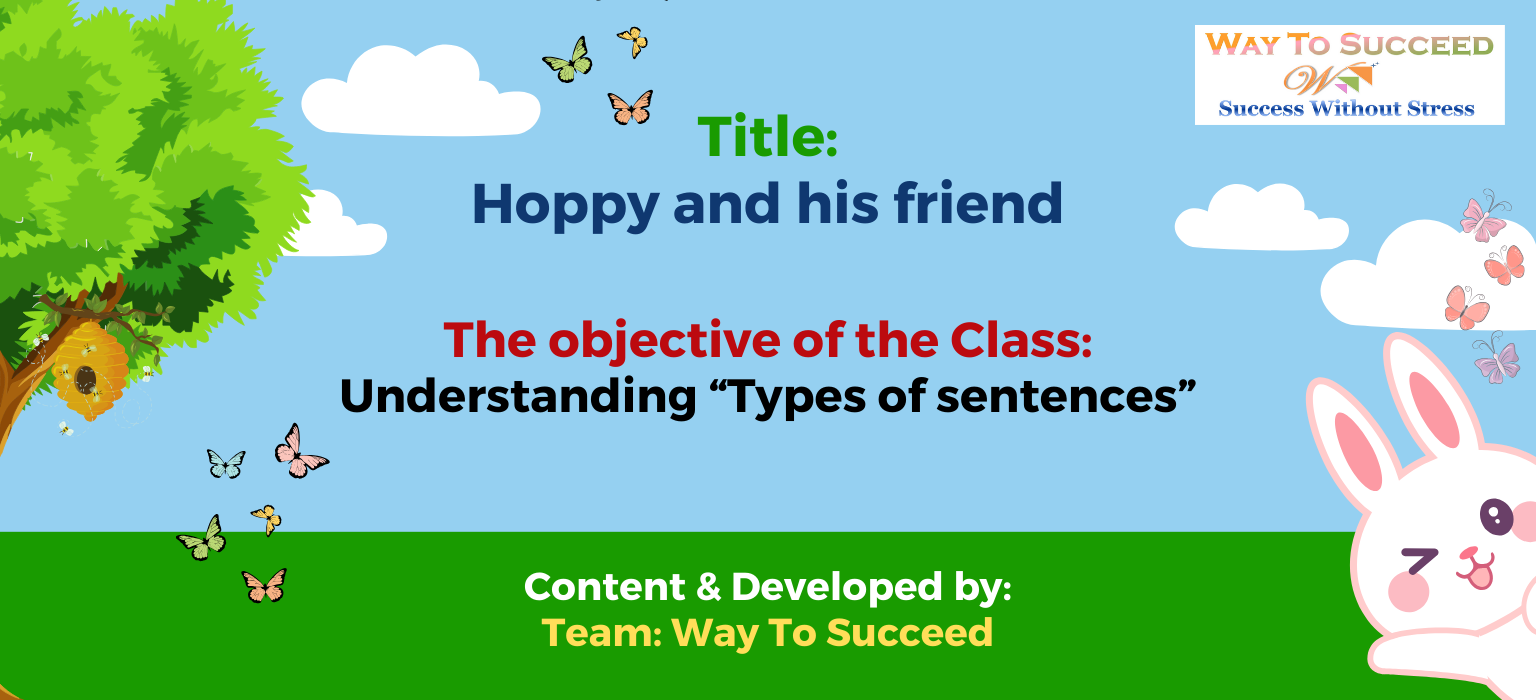 WAY TO SUCCEED
SUCCESS WITHOUT STRESS
Title:
Hoppy and his friend
The objective of the Class:
Understanding “Types of sentences”
Content & Developed by:
Team: Way To Succeed